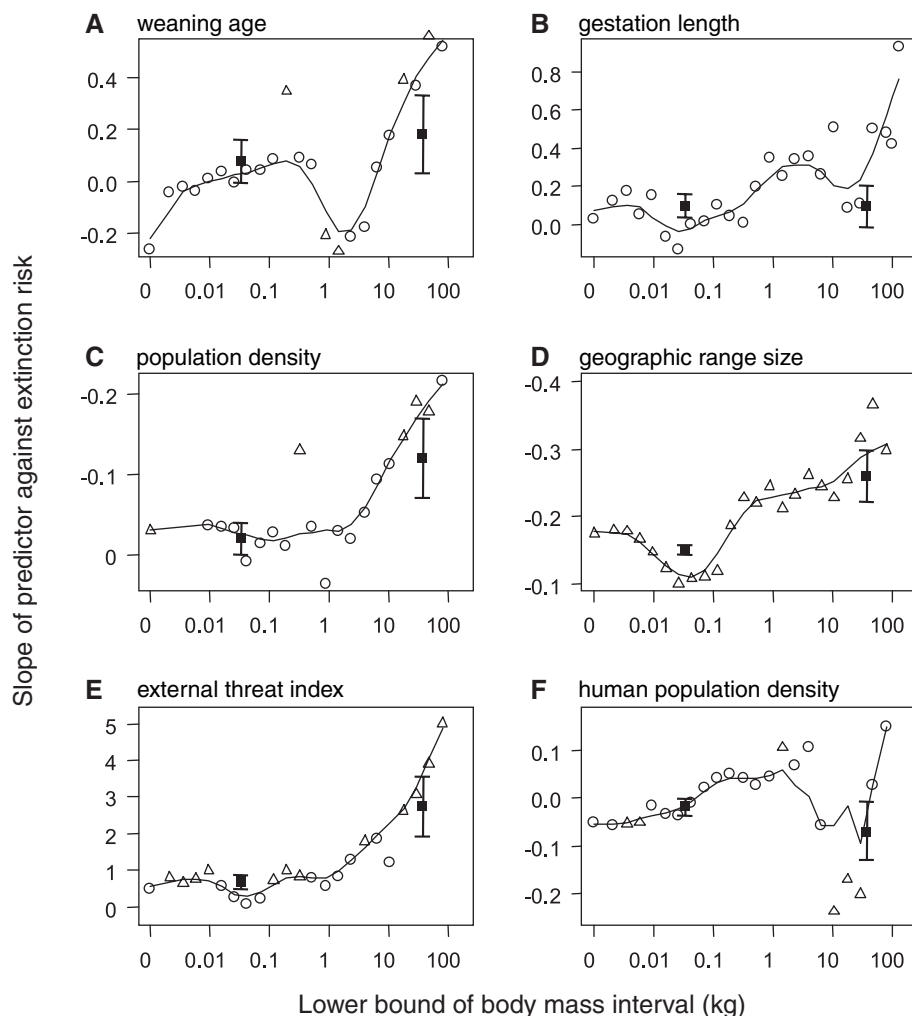 A weaning age
0.4
0.2
0.0
-0.2
0 0.01 0.1 1 10 100
B gestation length
0.8
0.6
0.4
0.2
0.0
0 0.01 0.1 1 10 100
C population density
-0.2
-0.1
0
0 0.01 0.1 1 10 100
D geographic range size
-0.4
-0.3
-0.2
-0.1
0 0.01 0.1 1 10 100
E external threat index
5
4
3
2
1
0
0 0.01 0.1 1 10 100
F human population density
0.1
0.0
-0.1
-0.2
0 0.01 0.1 1 10 100
Slope of predictor against extinction risk
Lower bound of body mass interval (kg)